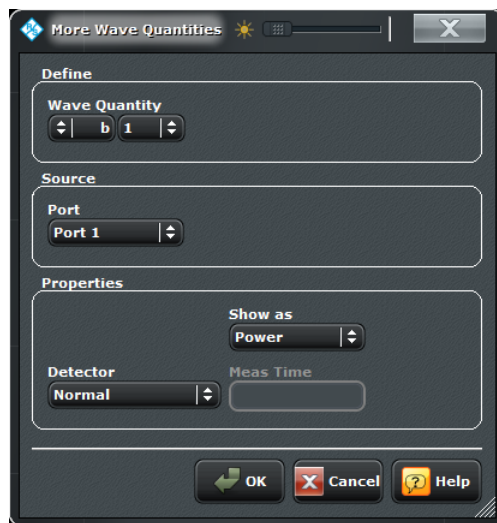 More Wave Quantities
X
Define
Wave Quantity
b 1
Source
Port
Port 1
Properties
Show as
Power
Detector
Meas Time
Normal
OK
X Cancel
? Help